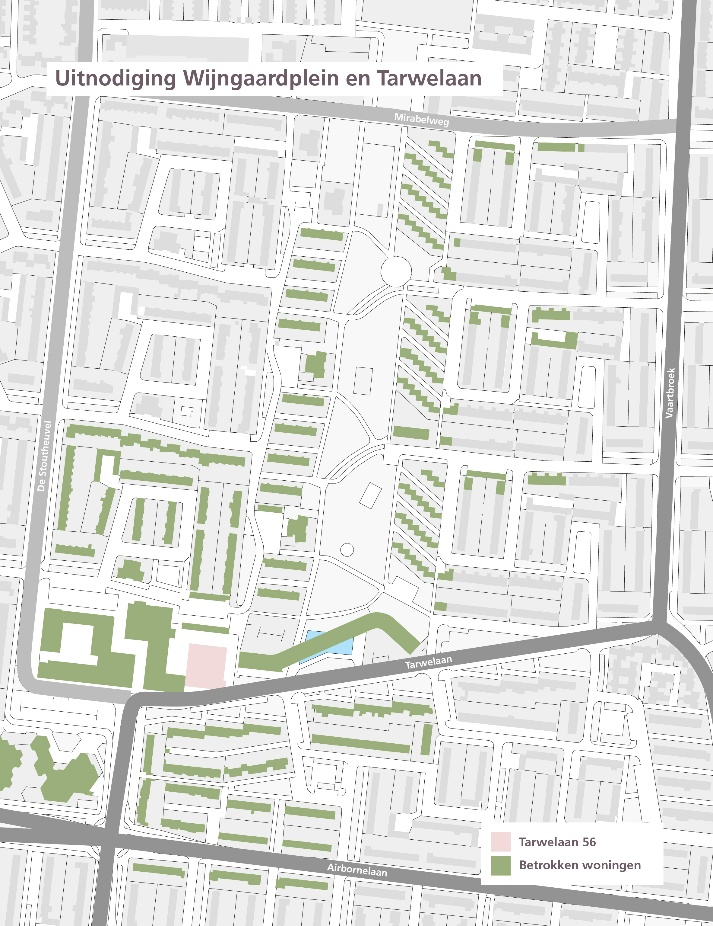 Uitnodiging Wijngaardplein en Tarwelaan
Mirabelweg
Vaartbroek
De Stoutheuvel
Tarwelaan
Airbornelaan
Tarwelaan 56
Betrokken woningen